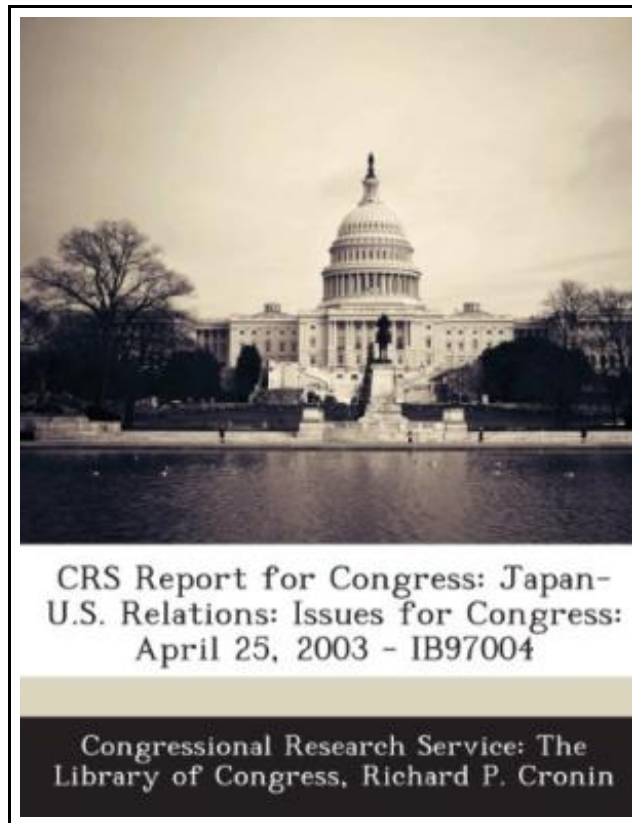 CRS Report for Congress: Japan-
U.S. Relations: Issues for Congress:
April 25, 2003 - IB97004
Congressional Research Service: The
Library of Congress, Richard P. Cronin